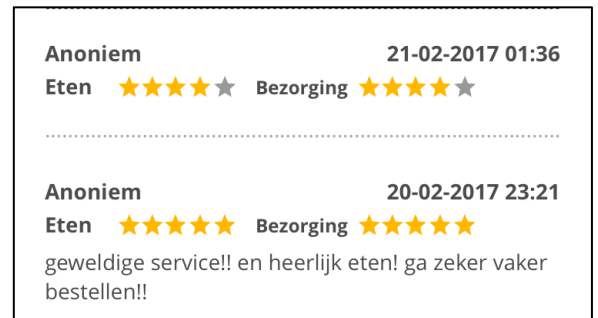 Anoniem 21-02-2017 01:36
Eten Bezorging
Anoniem 20-02-2017 23:21
Eten Bezorging
geweldige service!! en heerlijk eten! ga zeker vaker
bestellen!!